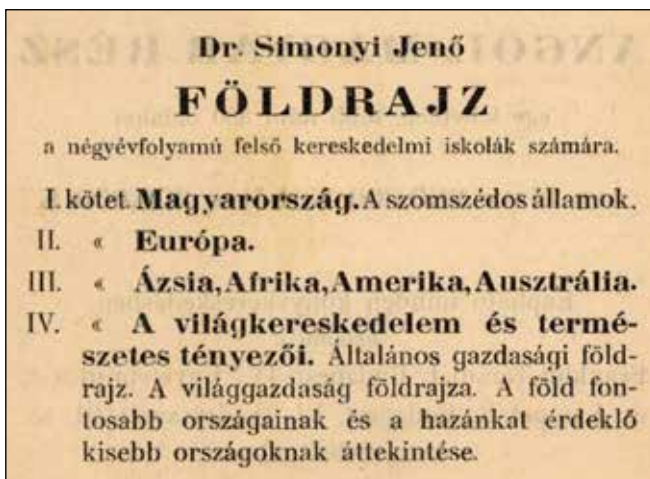 Dr. Simonyi Jenő
FÖLDRAJZ
a négyévfolyamú felső kereskedelmi iskolák számára.
I. kötet. Magyarország. A szomszédos államok.
II. « Európa.
III. « Ázsia, Afrika, Amerika, Ausztrália.
IV. « A világkereskedelem és termé-
szetes tényezői. Általános gazdasági föld-
rajz. A világgazdaság földrajza. A föld fon-
tosabb országainak és a hazánkat érdeklő
kisebb országoknak áttekintése.